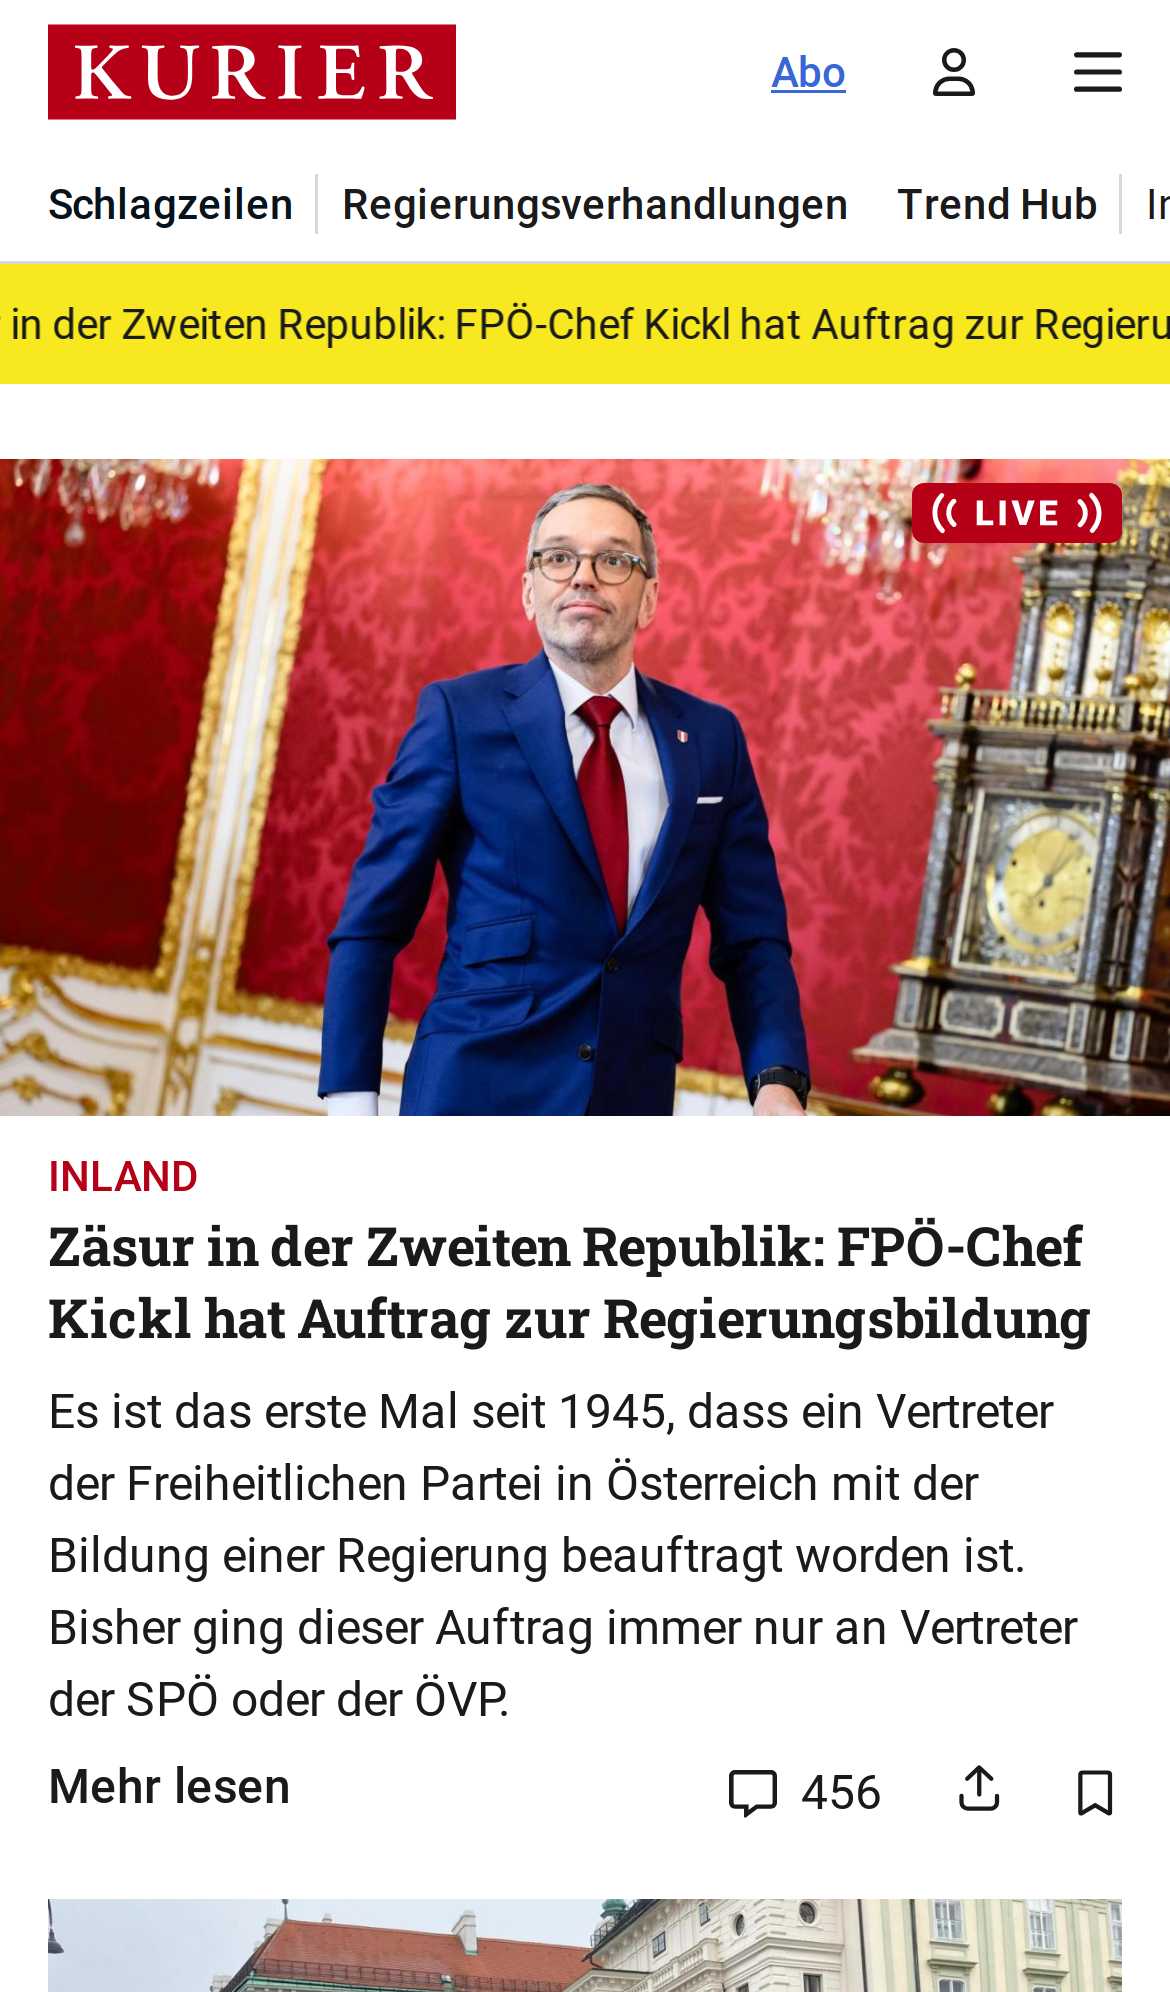 KURIER
Abo
Schlagzeilen Regierungsverhandlungen Trend Hub
in der Zweiten Republik: FPÖ-Chef Kickl hat Auftrag zur Regieru
LIVE
INLAND
Zäsur in der Zweiten Republik: FPÖ-Chef
Kickl hat Auftrag zur Regierungsbildung
Es ist das erste Mal seit 1945, dass ein Vertreter
der Freiheitlichen Partei in Österreich mit der
Bildung einer Regierung beauftragt worden ist.
Bisher ging dieser Auftrag immer nur an Vertreter
der SPÖ oder der ÖVP.
Mehr lesen 456